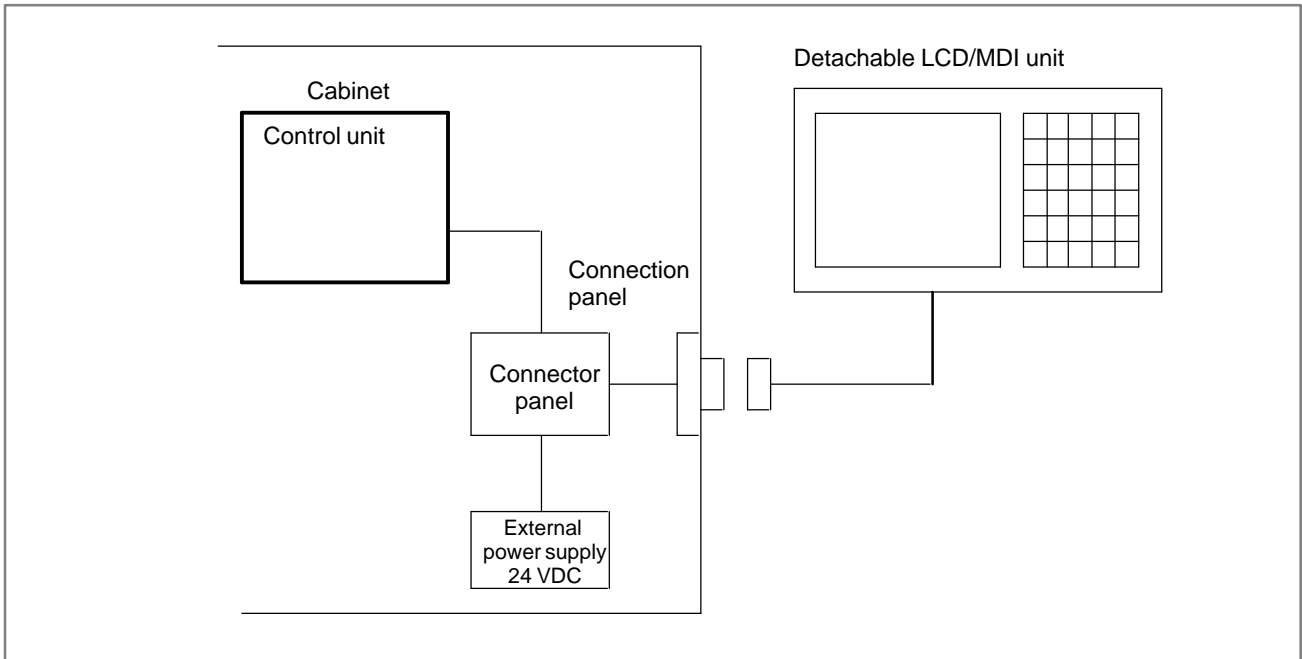 Detachable LCD/MDI unit
Cabinet
Control unit
Connection
panel
Connector
panel
External
power supply
24 VDC